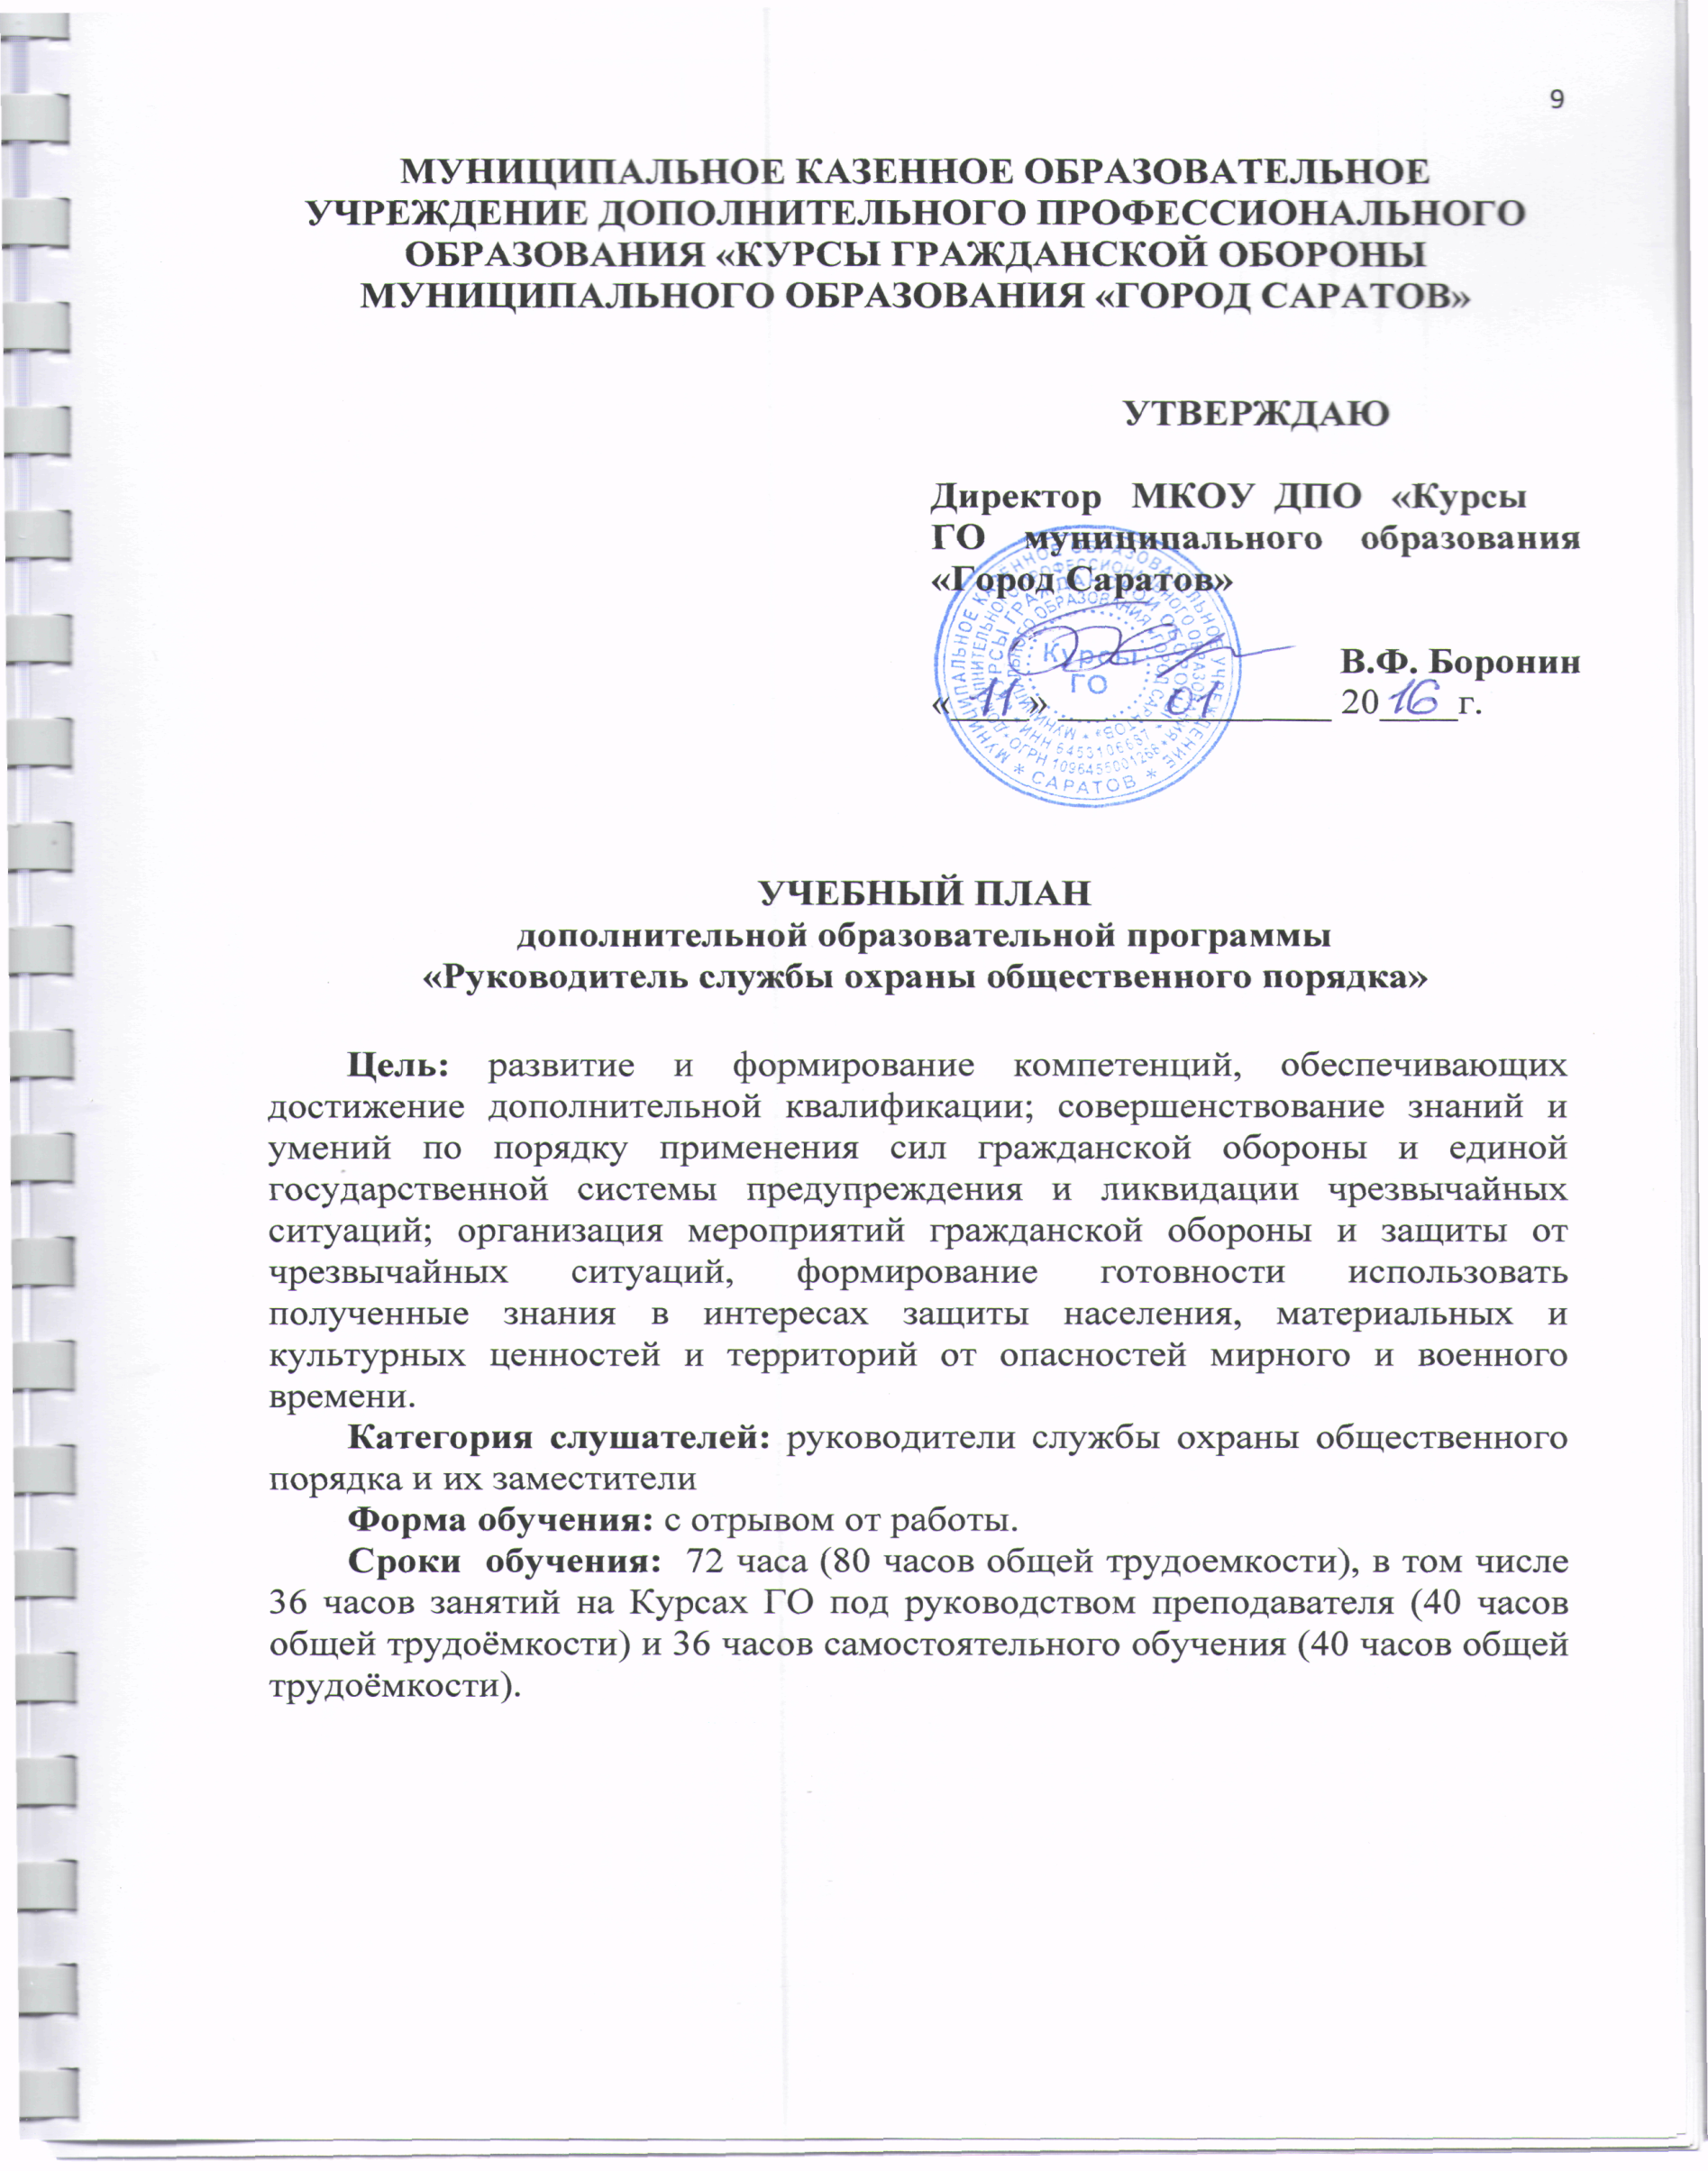 9
МУНИЦИПАЛЬНОЕ КАЗЕННОЕ ОБРАЗОВАТЕЛЬНОЕ
УЧРЕЖДЕНИЕ ДОПОЛНИТЕЛЬНОГО ПРОФЕССИОНАЛЬНОГО
ОБРАЗОВАНИЯ «КУРСЫ ГРАЖДАНСКОЙ ОБОРОНЫ
МУНИЦИПАЛЬНОГО ОБРАЗОВАНИЯ «ГОРОД САРАТОВ»
УТВЕРЖДАЮ
Директор МКОУ ДПО «Курсы
ГО муниципального образования
«Город Саратов»
В.Ф. Боронин
«11» 01 2016 г.
МУНИЦИПАЛЬНОЕ КАЗЕННОЕ ОБРАЗОВАТЕЛЬНОЕ УЧРЕЖДЕНИЕ * САРАТОВ *
Курсы
ГО
УЧЕБНЫЙ ПЛАН
дополнительной образовательной программы
«Руководитель службы охраны общественного порядка»
Цель: развитие и формирование компетенций, обеспечивающих
достижение дополнительной квалификации; совершенствование знаний и
умений по порядку применения сил гражданской обороны и единой
государственной системы предупреждения и ликвидации чрезвычайных
ситуаций; организация мероприятий гражданской обороны и защиты от
чрезвычайных ситуаций, формирование готовности использовать
полученные знания в интересах защиты населения, материальных и
культурных ценностей и территорий от опасностей мирного и военного
времени.
Категория слушателей: руководители службы охраны общественного
порядка и их заместители
Форма обучения: с отрывом от работы.
Сроки обучения: 72 часа (80 часов общей трудоемкости), в том числе
36 часов занятий на Курсах ГО под руководством преподавателя (40 часов
общей трудоёмкости) и 36 часов самостоятельного обучения (40 часов общей
трудоёмкости).